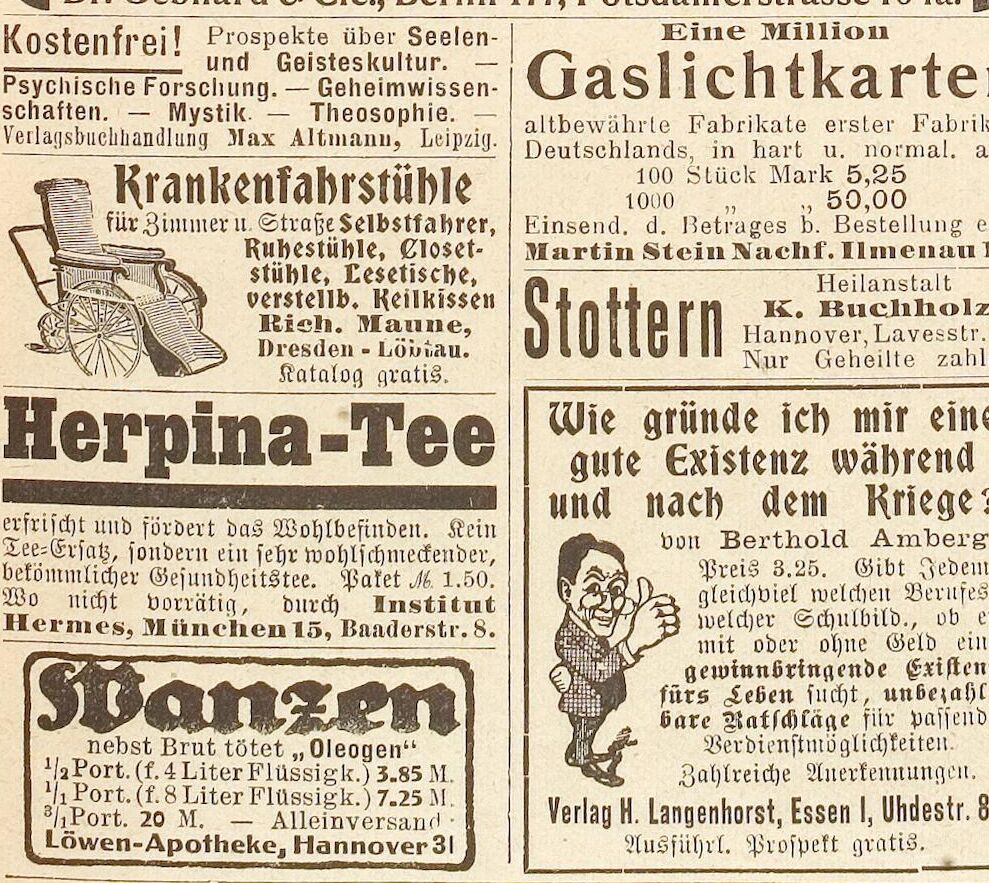 Kostenfrei! Prospekte über Seelen-
und Geisteskultur. —
Psychische Forschung. — Geheimwissen-
schaften. — Mystik. — Theosophie. —
Verlagsbuchhandlung Max Altmann, Leipzig.
Krankenfahrstühle
für Zimmer u. Straße Selbstfahrer,
Ruhestühle, Closet-
stühle, Lesetische,
verstellb. Keilkissen
Rich. Maune,
Dresden - Löbtau.
Katalog gratis.
Herpina-Tee
erfrischt und fördert das Wohlbefinden. Kein
Tee-Ersatz, sondern ein sehr wohlschmeckender,
bekömmlicher Gesundheitstee. Paket M. 1.50.
Wo nicht vorrätig, durch Institut
Hermes, München 15, Baaderstr. 8.
Wanzen
nebst Brut tötet „Oleogen“
1/2 Port. (f. 4 Liter Flüssigk.) 3.85 M.
1/1 Port. (f. 8 Liter Flüssigk.) 7.25 M.
3/1 Port. 20 M. — Alleinversand
Löwen-Apotheke, Hannover 31
Eine Million
Gaslichtkarten
altbewährte Fabrikate erster Fabrik
Deutschlands, in hart u. normal. a
100 Stück Mark 5,25
1000 „ „ 50,00
Einsend. d. Betrages b. Bestellung e
Martin Stein Nachf. Ilmenau
Stottern Heilanstalt
K. Buchholz
Hannover, Lavesstr.
Nur Geheilte zahl
Wie gründe ich mir eine
gute Existenz während
und nach dem Kriege?
von Berthold Amberg
Preis 3.25. Gibt Jedem
gleichviel welchen Berufes
welcher Schulbild., ob e
mit oder ohne Geld ein
gewinnbringende Existen
fürs Leben sucht, unbezahl
bare Ratschläge für passend
Verdienstmöglichkeiten.
Zahlreiche Anerkennungen.
Verlag H. Langenhorst, Essen I, Uhdestr. 8
Ausführl. Prospekt gratis.